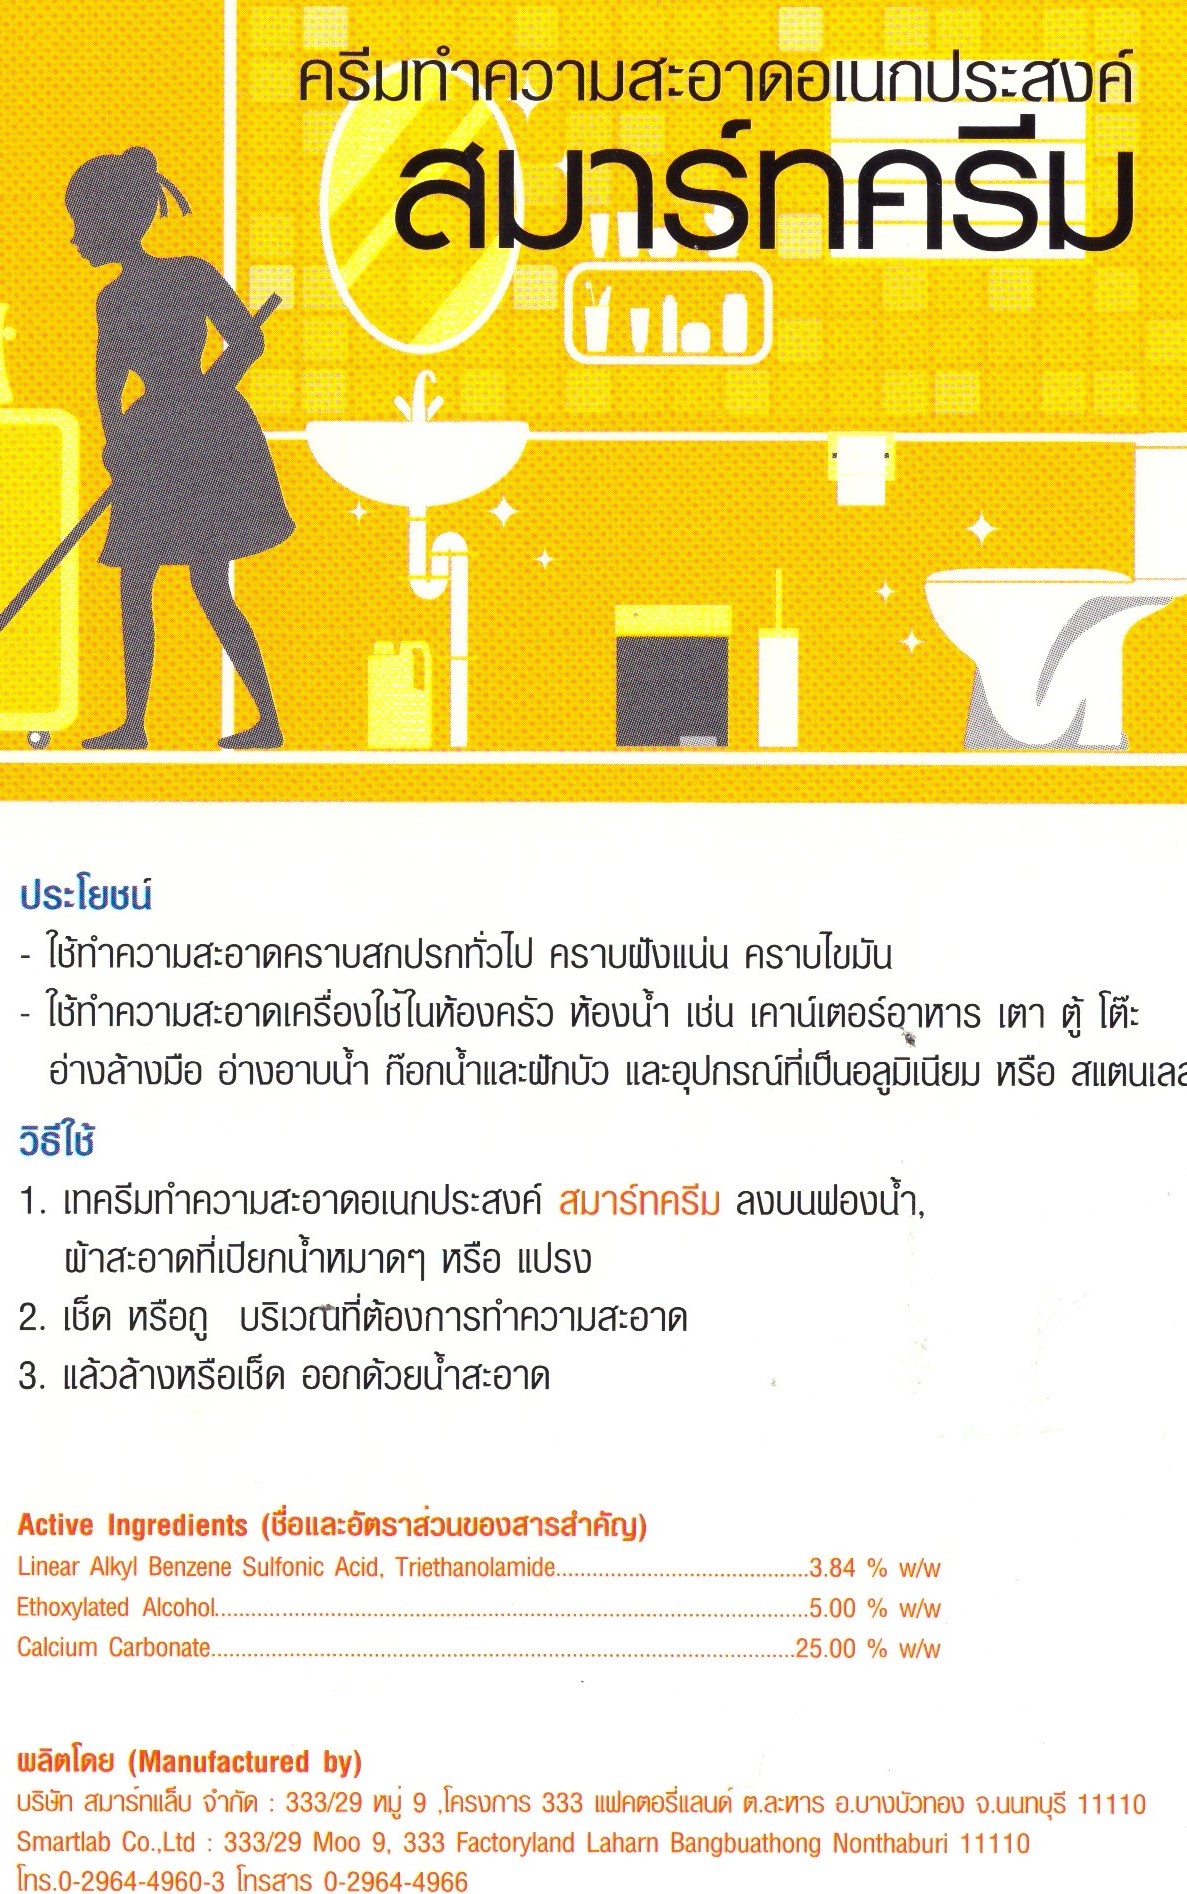 ครีมทำความสะอาดอเนกประสงค์
สมาร์ทครีม
ประโยชน์
- ใช้ทำความสะอาดคราบสกปรกทั่วไป คราบฝังแน่น คราบไขมัน
- ใช้ทำความสะอาดเครื่องใช้ในห้องครัว ห้องน้ำ เช่น เคาน์เตอร์อาหาร เตา ตู้ โต๊ะ
อ่างล้างมือ อ่างอาบน้ำ ก๊อกน้ำและฝักบัว และอุปกรณ์ที่เป็นอลูมิเนียม หรือ สแตนเลส
วิธีใช้
1. เทครีมทำความสะอาดอเนกประสงค์ สมาร์ทครีม ลงบนฟองน้ำ,
ผ้าสะอาดที่เปียกน้ำหมาดๆ หรือ แปรง
2. เช็ด หรือถู บริเวณที่ต้องการทำความสะอาด
3. แล้วล้างหรือเช็ด ออกด้วยน้ำสะอาด
Active Ingredients (ชื่อและอัตราส่วนของสารสำคัญ)
Linear Alkyl Benzene Sulfonic Acid, Triethanolamide..........................................3.84 % w/w
Ethoxylated Alcohol....................................................................................................5.00 % w/w
Calcium Carbonate..................................................................................................25.00 % w/w
ผลิตโดย (Manufactured by)
บริษัท สมาร์ทแล็บ จำกัด : 333/29 หมู่ 9 ,โครงการ 333 แฟคตอรี่แลนด์ ต.ละหาร อ.บางบัวทอง จ.นนทบุรี 11110
Smartlab Co.,Ltd : 333/29 Moo 9, 333 Factoryland Laharn Bangbuathong Nonthaburi 11110
โทร.0-2964-4960-3 โทรสาร 0-2964-4966